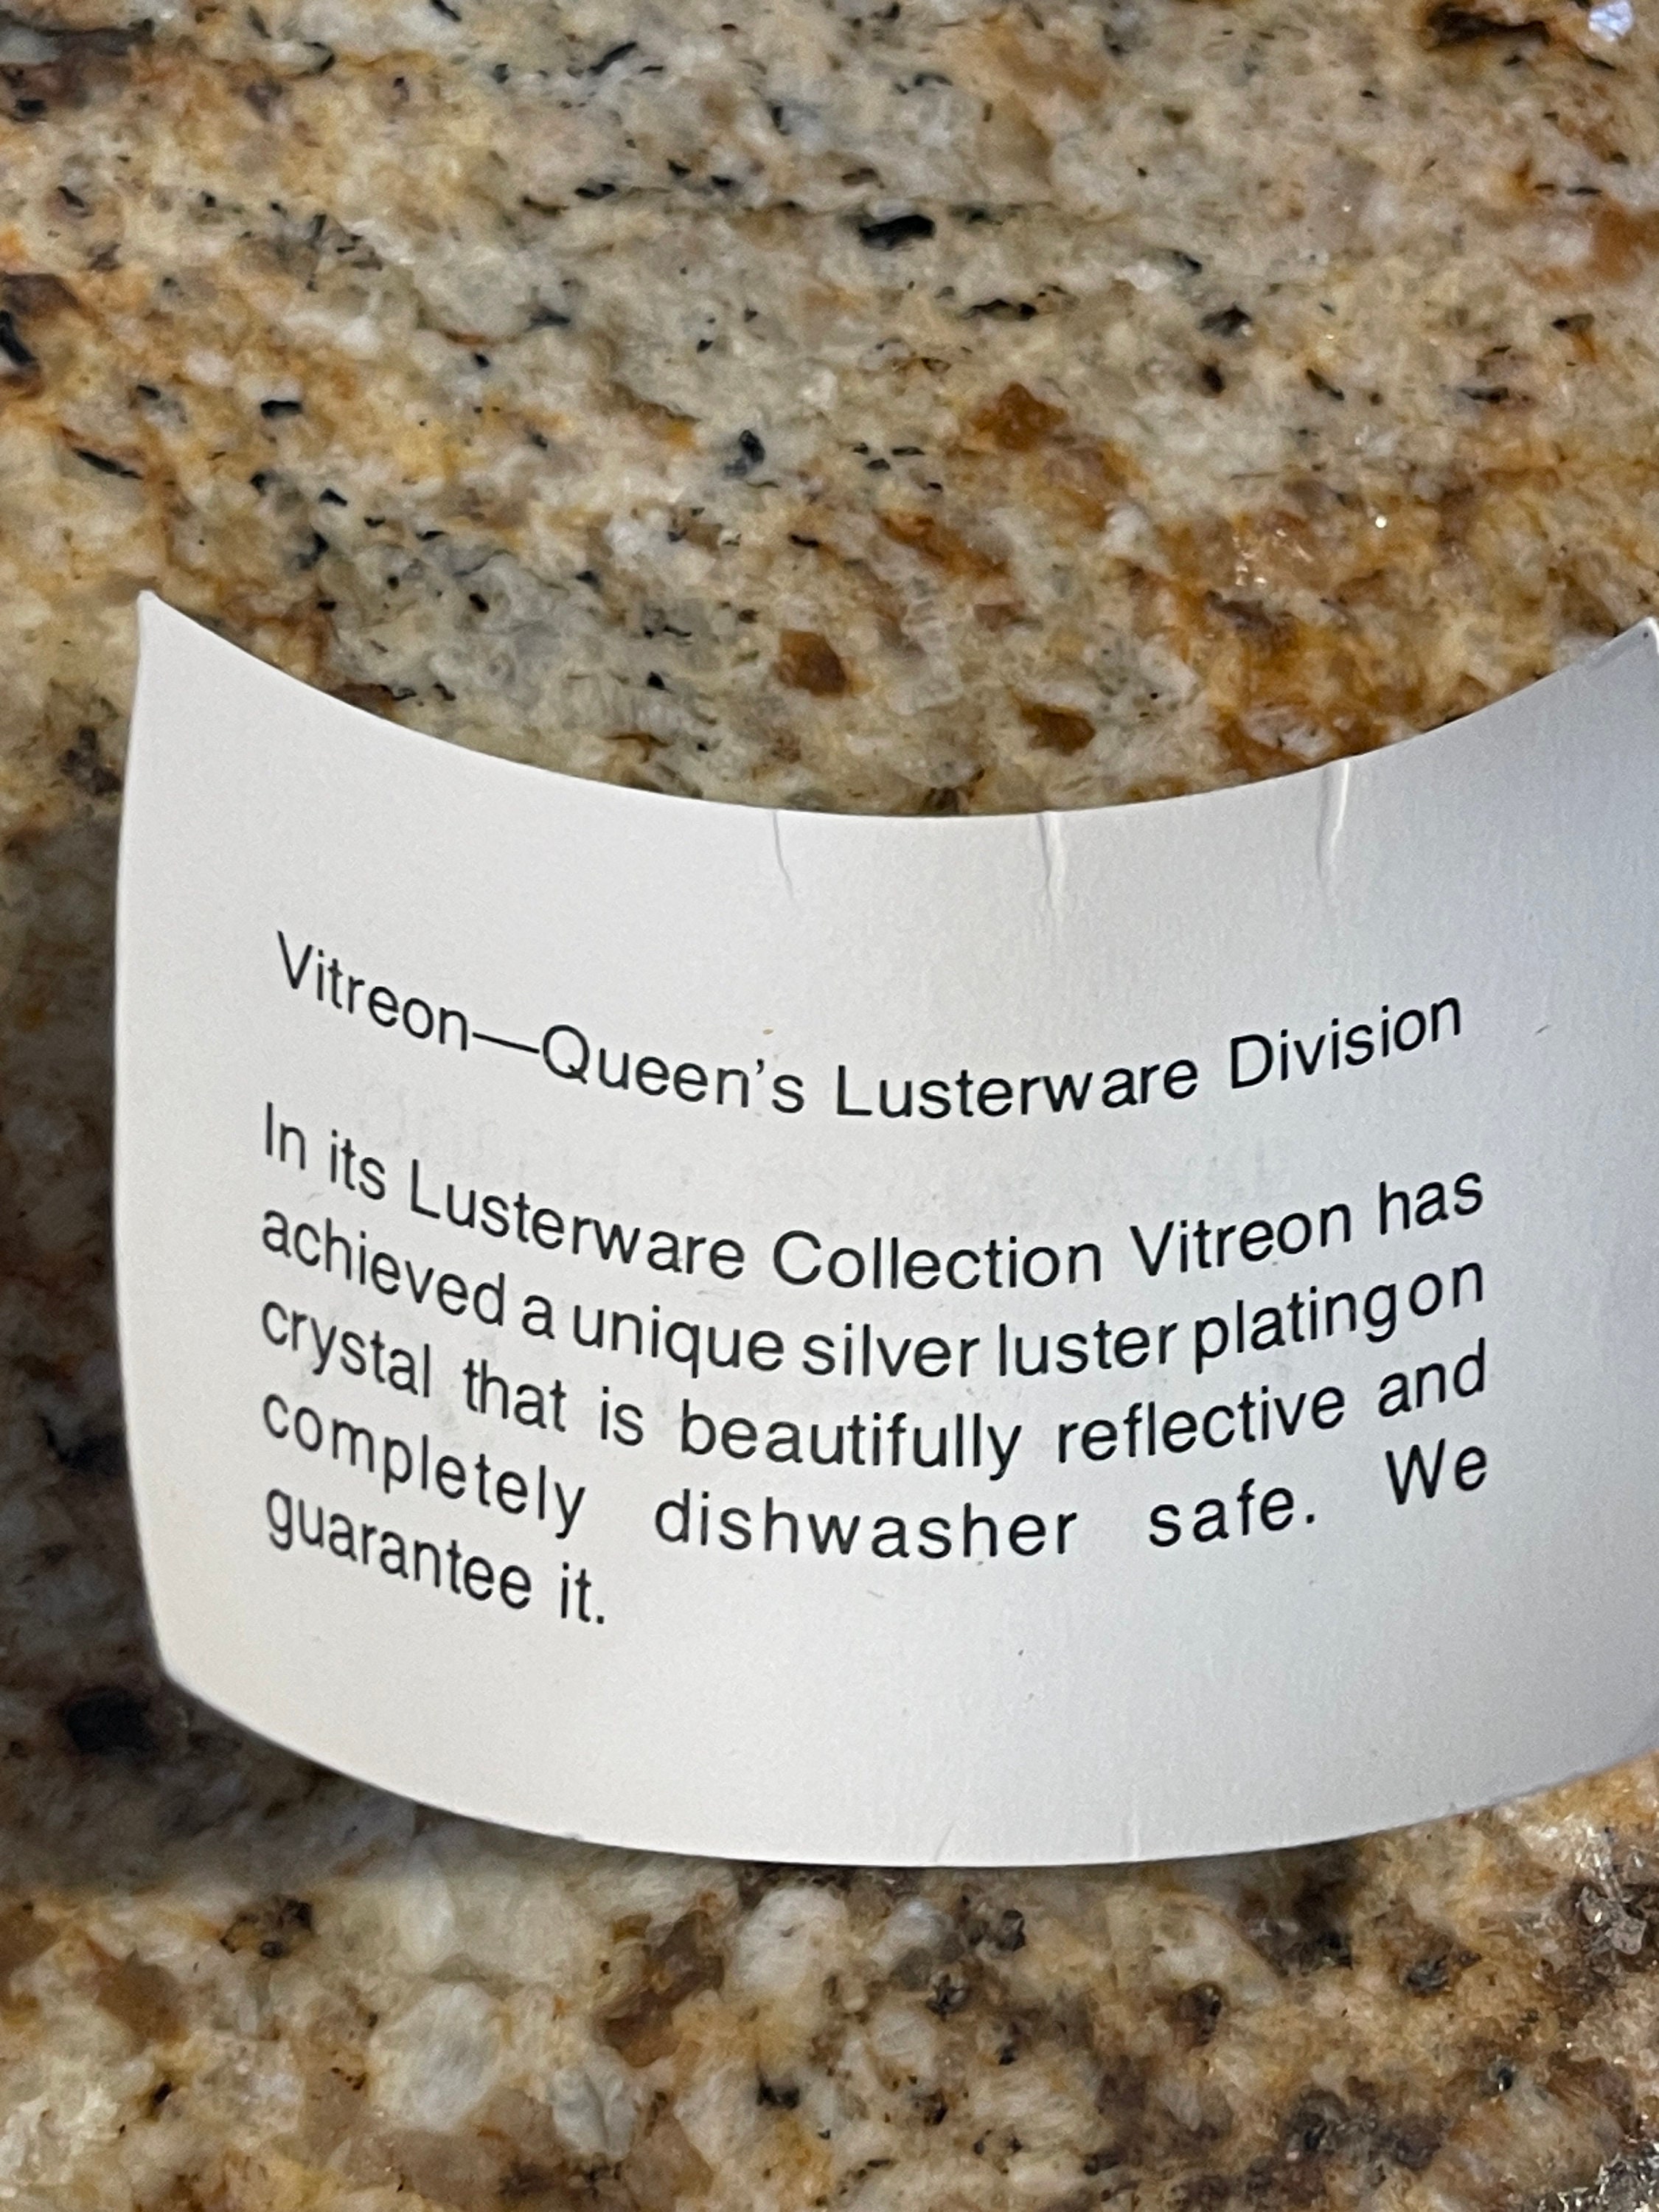 Vitreon—Queen's Lusterware Division
In its Lusterware Collection Vitreon has
achieved a unique silver luster plating on
crystal that is beautifully reflective and
completely dishwasher safe. We
guarantee it.